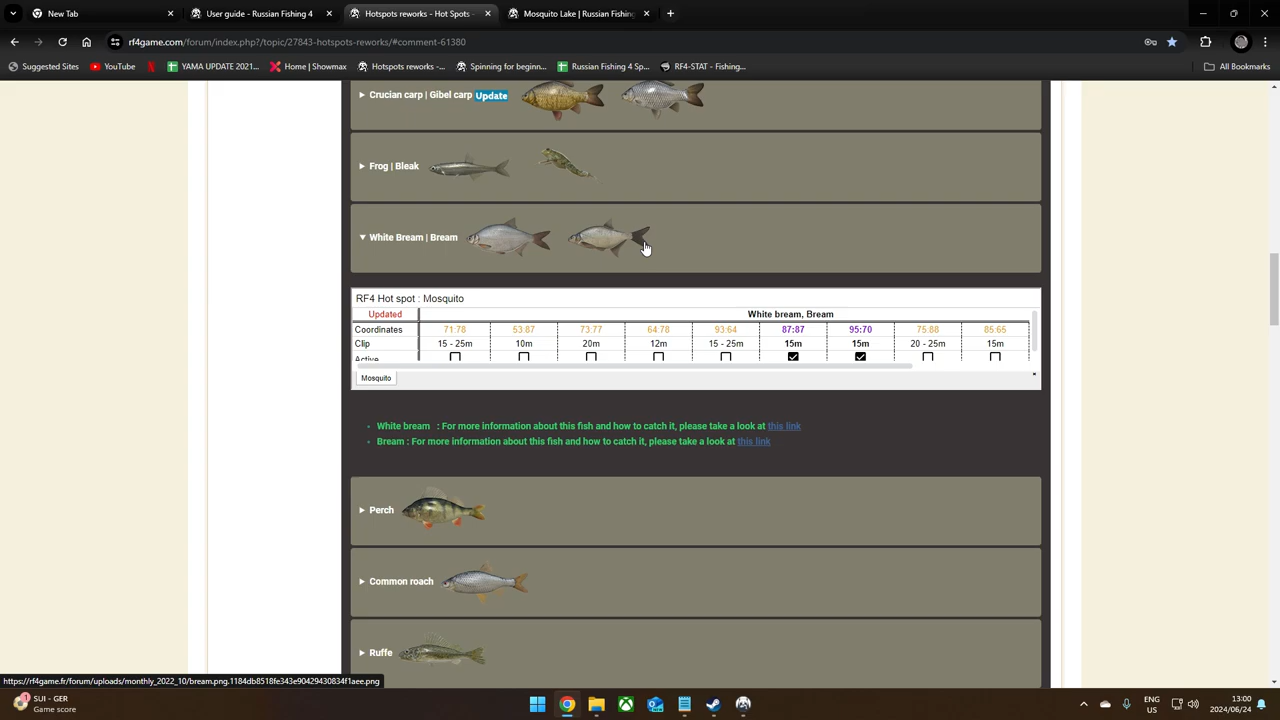 New Tab
User guide - Russian Fishing 4
Hotspots reworks - Hot Spots -
Mosquito Lake | Russian Fishing
rf4game.com/forum/index.php?/topic/27843-hotspots-reworks/#comment-61380
Suggested Sites YouTube YAMA UPDATE 2021... Home | Showmax Hotspots reworks -... Spinning for beginn... Russian Fishing 4 Sp... RF4-STAT - Fishing... All Bookmarks
Crucian carp | Gibel carp Update
Frog | Bleak
White Bream | Bream
RF4 Hot spot : Mosquito
Updated White bream, Bream
Coordinates 71:78 53:87 73:77 64:78 93:64 87:87 95:70 75:88 85:65
Clip 15 - 25m 10m 20m 12m 15 - 25m 15m 15m 20 - 25m 15m
Active
Mosquito
White bream : For more information about this fish and how to catch it, please take a look at this link
Bream : For more information about this fish and how to catch it, please take a look at this link
Perch
Common roach
Ruffe
https://rf4game.fr/forum/uploads/monthly_2022_10/bream.png.1184db8518fe343e90429430834f1aee.png
SUI - GER
Game score
ENG
US
13:00
2024/06/24